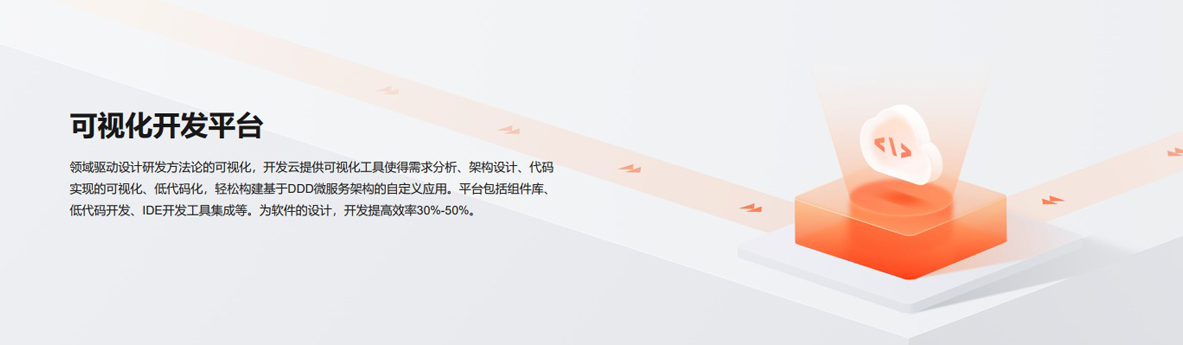 可视化开发平台
领域驱动设计研发方法论的可视化，开发云提供可视化工具使得需求分析、架构设计、代码
实现的可视化、低代码化，轻松构建基于DDD微服务架构的自定义应用。平台包括组件库、
低代码开发、IDE开发工具集成等。为软件的设计，开发提高效率30%-50%。